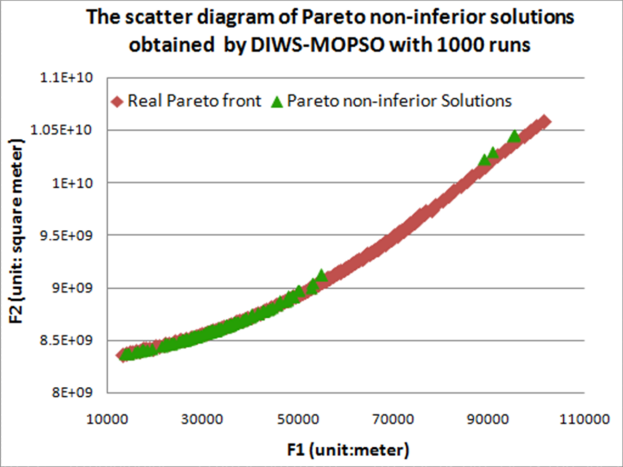 The scatter diagram of Pareto non-inferior solutions
obtained by DIWS-MOPSO with 1000 runs
1.1E+10
Real Pareto front
Pareto non-inferior Solutions
1.05E+10
1E+10
9.5E+09
9E+09
8.5E+09
8E+09
F2 (unit: square meter)
10000 30000 50000 70000 90000 110000
F1 (unit:meter)